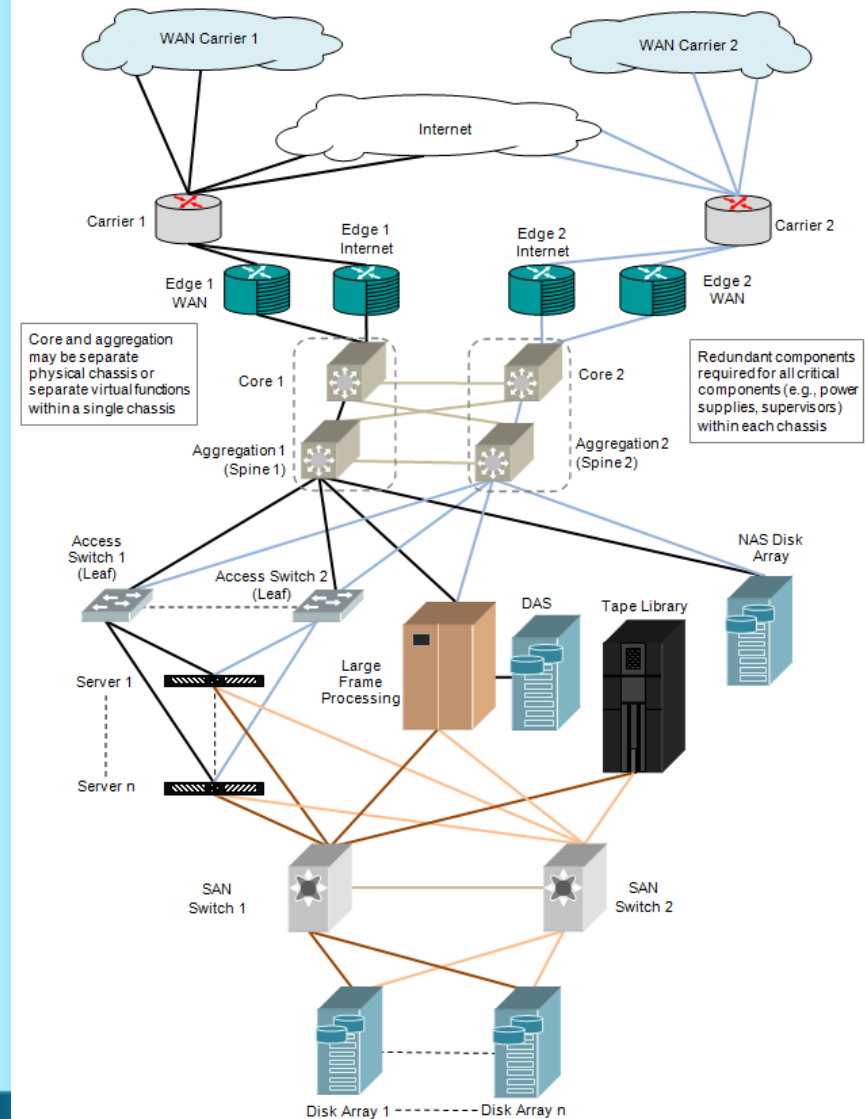 WAN Carrier 1
WAN Carrier 2
Internet
Carrier 1
Carrier 2
Edge 1
Internet
Edge 2
Internet
Edge 1
WAN
Edge 2
WAN
Core and aggregation
may be separate
physical chassis or
separate virtual functions
within a single chassis
Core 1
Core 2
Redundant components
required for all critical
components (e.g., power
supplies, supervisors)
within each chassis
Aggregation 1
(Spine 1)
Aggregation 2
(Spine 2)
Access
Switch 1
(Leaf)
Access Switch 2
(Leaf)
NAS Disk
Array
DAS
Tape Library
Server 1
Large
Frame
Processing
Server n
SAN
Switch 1
SAN
Switch 2
Disk Array 1
Disk Array n